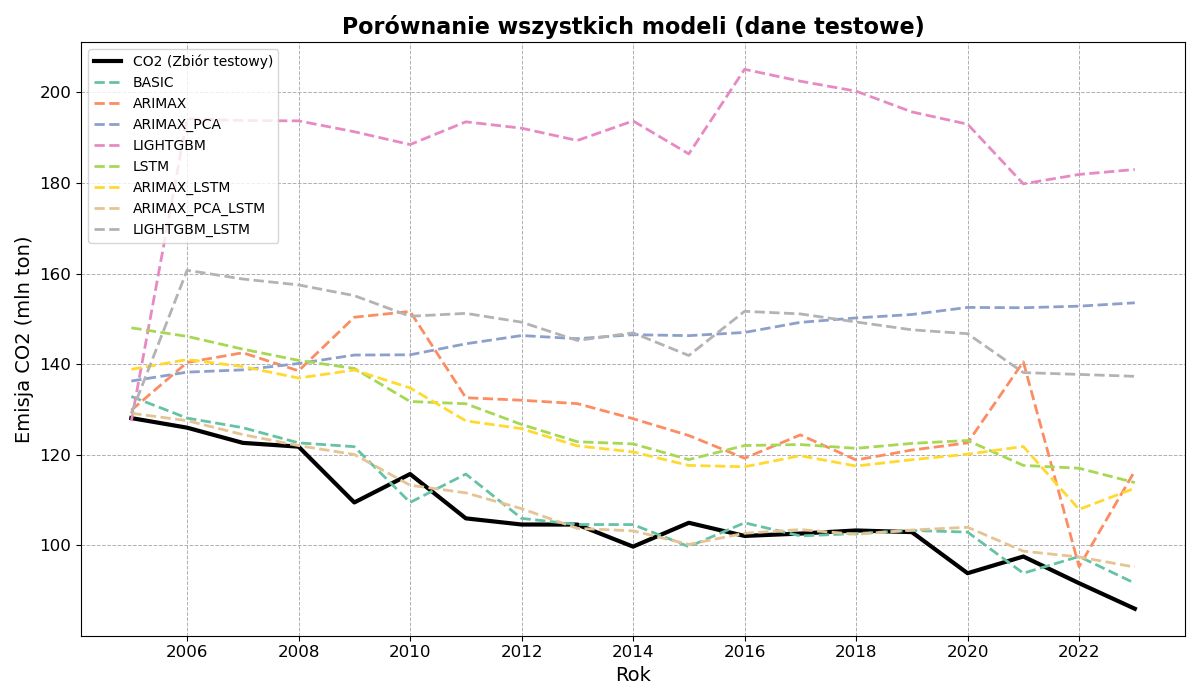 Porównanie wszystkich modeli (dane testowe)
CO2 (Zbiór testowy)
BASIC
ARIMAX
ARIMAX_PCA
LIGHTGBM
LSTM
ARIMAX_LSTM
ARIMAX_PCA_LSTM
LIGHTGBM_LSTM
Emisja CO2 (mln ton)
200
180
160
140
120
100
2006 2008 2010 2012 2014 2016 2018 2020 2022
Rok